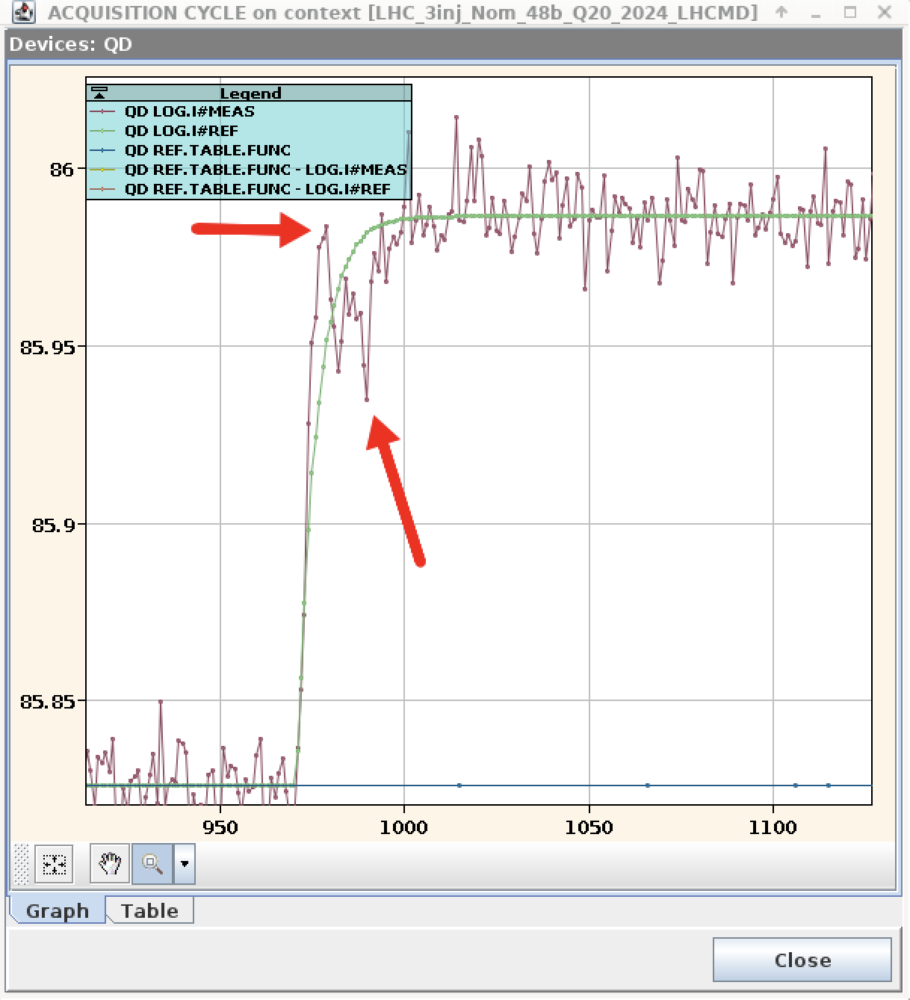 ACQUISITION CYCLE on context [LHC_3inj_Nom_48b_Q20_2024_LHCMD]
Devices: QD
Legend
QD LOG.I#MEAS
QD LOG.I#REF
QD REF.TABLE.FUNC
QD REF.TABLE.FUNC - LOG.I#MEAS
QD REF.TABLE.FUNC - LOG.I#REF
86
85.95
85.9
85.85
950 1000 1050 1100
Graph Table
Close